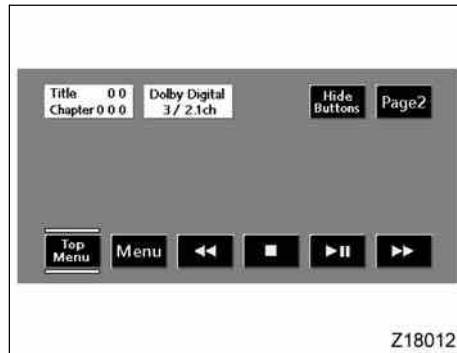 Title 0 0
Chapter 0 0 0
Dolby Digital
3 / 2.1ch
Hide
Buttons
Page2
Top
Menu
Menu
Z18012